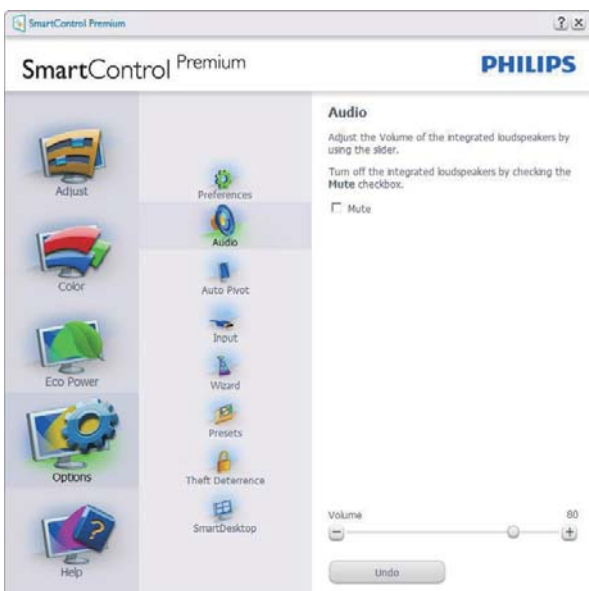 SmartControl Premium
? ×
SmartControl Premium
PHILIPS
Adjust
Color
Eco Power
Options
Help
Preferences
Audio
Auto Pivot
Input
Wizard
Presets
Theft Deterrence
SmartDesktop
Audio
Adjust the Volume of the integrated loudspeakers by
using the slider.
Turn off the integrated loudspeakers by checking the
Mute checkbox.
Mute
Volume 80
Undo